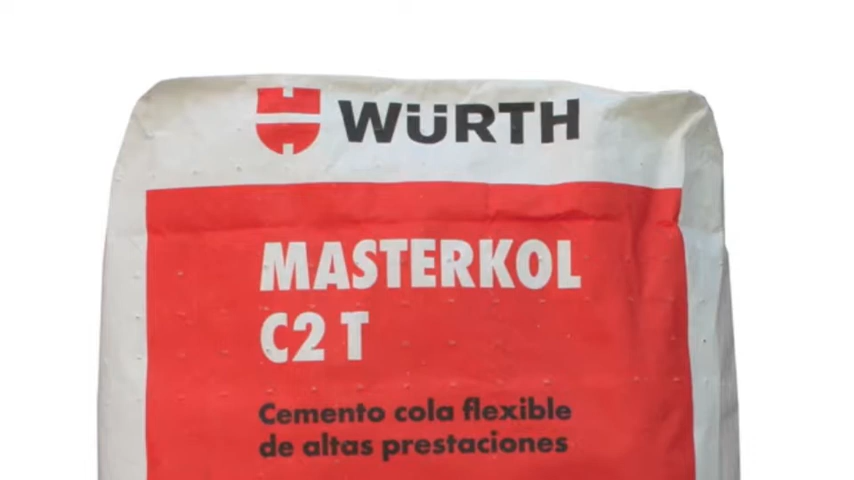 WÜRTH
MASTERKOL
C2 T
Cemento cola flexible
de altas prestaciones